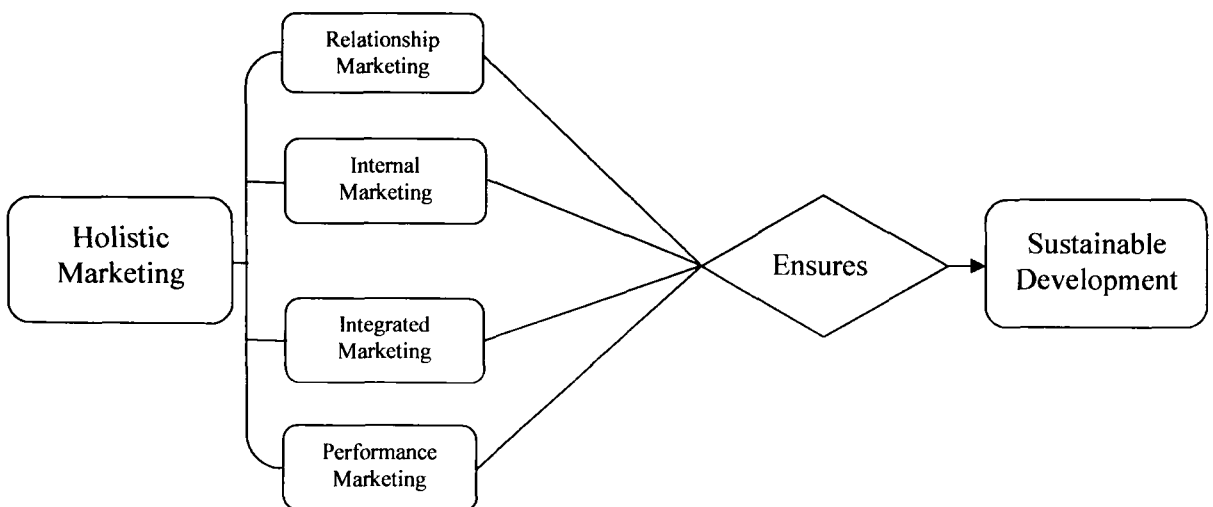 Relationship
Marketing
Internal
Marketing
Holistic
Marketing
Ensures
Sustainable
Development
Integrated
Marketing
Performance
Marketing